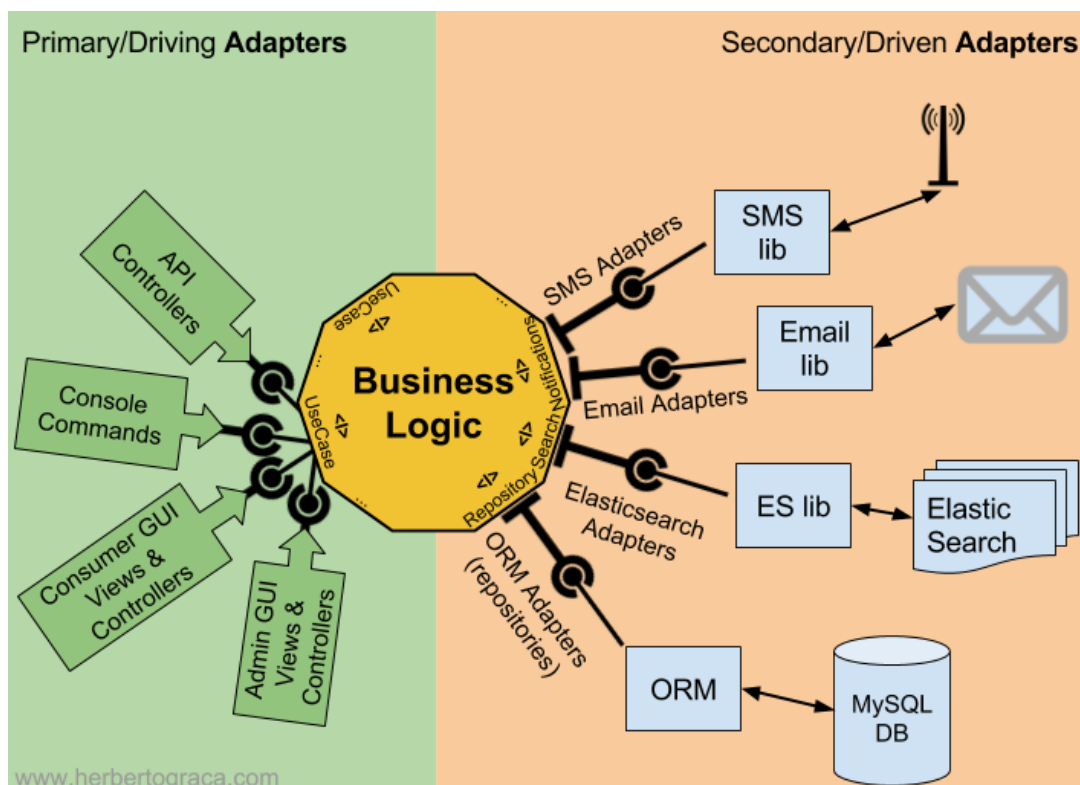 Primary/Driving Adapters
Secondary/Driven Adapters
API
Controllers
Console
Commands
Consumer GUI
Views &
Controllers
Admin GUI
Views &
Controllers
Business
Logic
UseCase
</>
...
UseCase
</>
...
...
Notifications
</>
Search
</>
Repository
</>
SMS Adapters
SMS
lib
Email Adapters
Email
lib
Elasticsearch
Adapters
ES lib
Elastic
Search
ORM Adapters
(repositories)
ORM
MySQL
DB
www.herbertograca.com